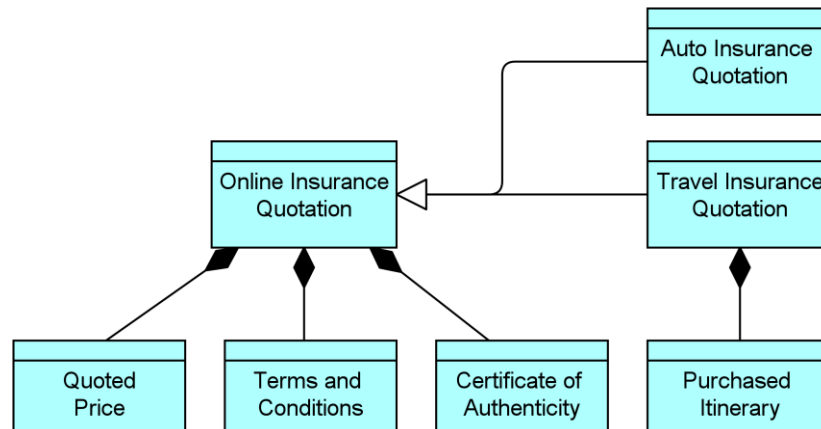 Auto Insurance
Quotation
Online Insurance
Quotation
Travel Insurance
Quotation
Quoted
Price
Terms and
Conditions
Certificate of
Authenticity
Purchased
Itinerary